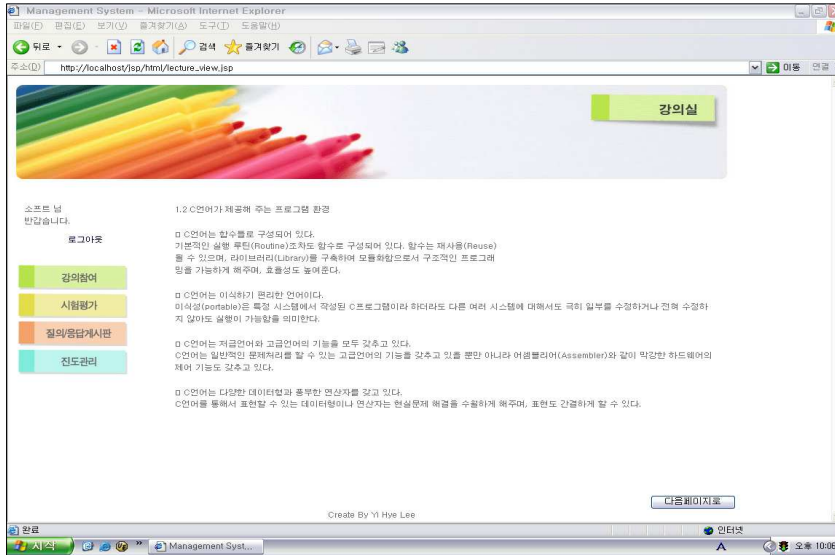 Management System - Microsoft Internet Explorer
파일(F) 편집(E) 보기(V) 즐겨찾기(A) 도구(T) 도움말(H)
뒤로 검색 즐겨찾기
주소(D) http://localhost/jsp/html/lecture_view.jsp 이동 연결
강의실
소프트 님
반갑습니다.
로그아웃
강의참여
시험평가
질의/응답게시판
진도관리
1.2 C언어가 제공해 주는 프로그램 환경
□ C언어는 함수들로 구성되어 있다.
기본적인 실행 루틴(Routine)조차도 함수로 구성되어 있다. 함수는 재사용(Reuse)
될 수 있으며, 라이브러리(Library)를 구축하여 모듈화함으로서 구조적인 프로그래
밍을 가능하게 해주며, 효율성도 높여준다.
□ C언어는 이식하기 편리한 언어이다.
이식성(portable)은 특정 시스템에서 작성된 C프로그램이라 하더라도 다른 여러 시스템에 대해서도 극히 일부를 수정하거나 전혀 수정하
지 않아도 실행이 가능함을 의미한다.
□ C언어는 저급언어와 고급언어의 기능을 모두 갖추고 있다.
C언어는 일반적인 문제처리를 할 수 있는 고급언어의 기능을 갖추고 있을 뿐만 아니라 어셈블리어(Assembler)와 같이 막강한 하드웨어의
제어 기능도 갖추고 있다.
□ C언어는 다양한 데이터형과 풍부한 연산자를 갖고 있다.
C언어를 통해서 표현할 수 있는 데이터형이나 연산자는 현실문제 해결을 수월하게 해주며, 표현도 간결하게 할 수 있다.
다음페이지로
Create By Yi Hye Lee
완료 인터넷
시작 Management Syst... A 오후 10:06